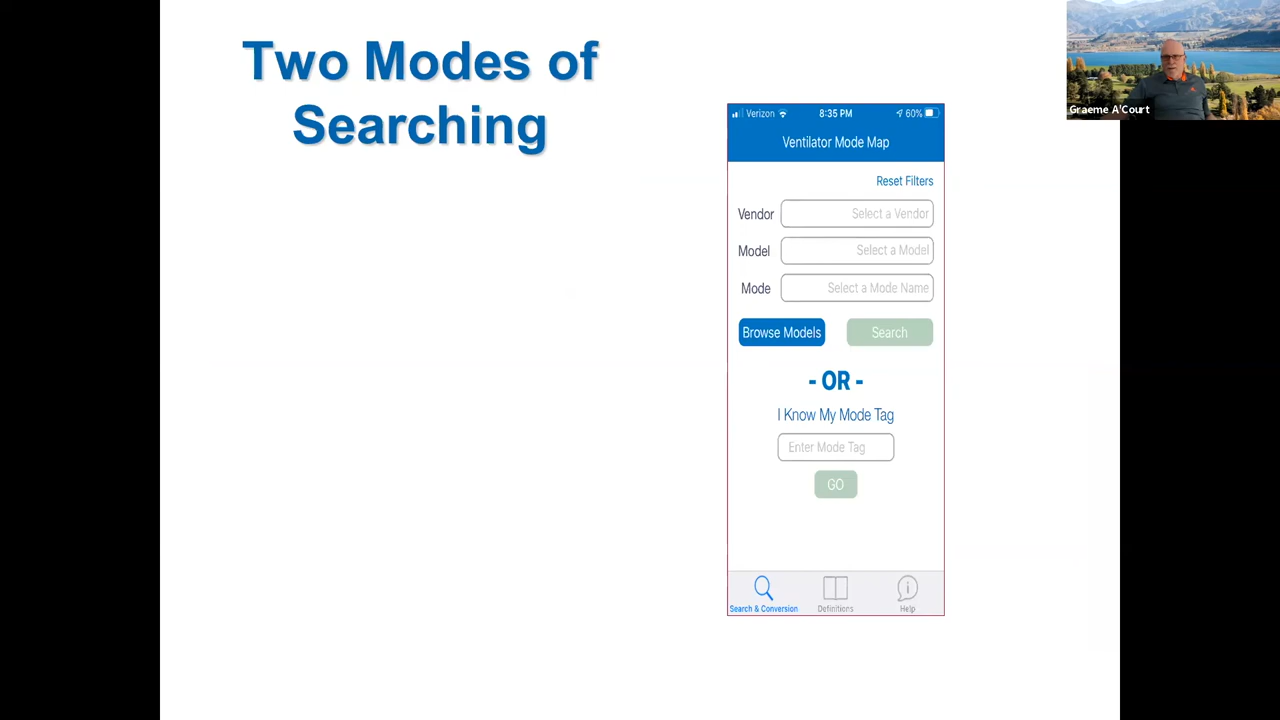 Two Modes of
Searching
Graeme A'Court
Verizon 8:35 PM 60%
Ventilator Mode Map
Reset Filters
Vendor Select a Vendor
Model Select a Model
Mode Select a Mode Name
Browse Models Search
- OR -
I Know My Mode Tag
Enter Mode Tag
GO
Search & Conversion Definitions Help